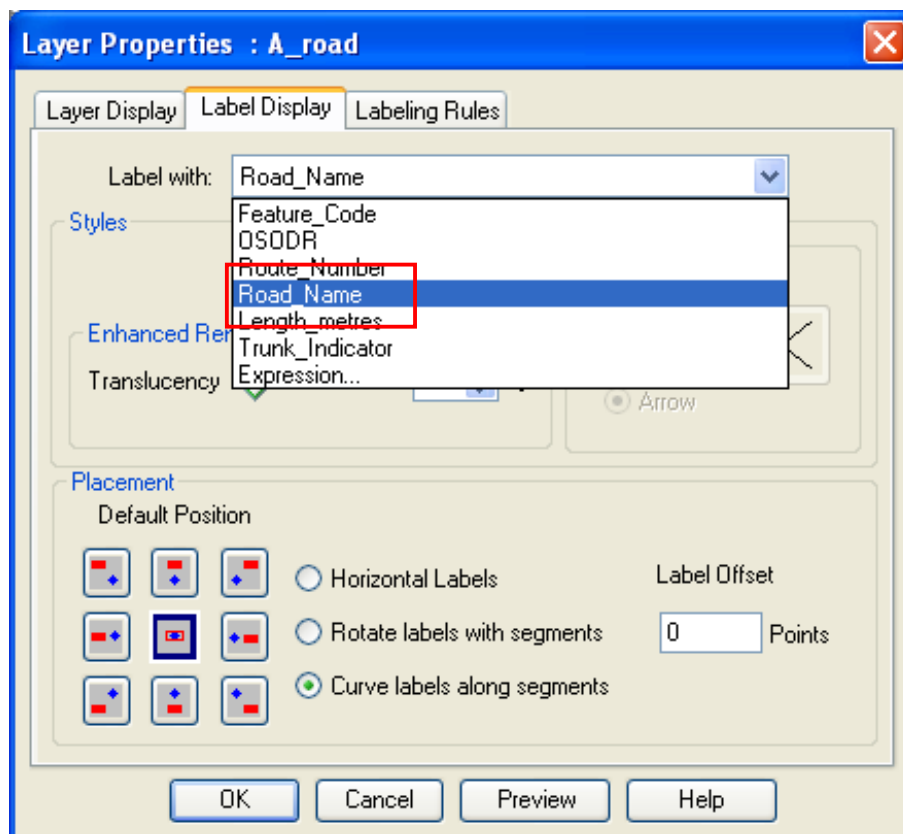 Layer Properties : A_road
Layer Display Label Display Labeling Rules
Label with: Road_Name
Styles
Feature_Code
OSODR
Route_Number
Road_Name
Length_metres
Trunk_Indicator
Expression...
Enhanced
Translucency
Arrow
Placement
Default Position
Horizontal Labels
Rotate labels with segments
Curve labels along segments
Label Offset
0 Points
OK Cancel Preview Help